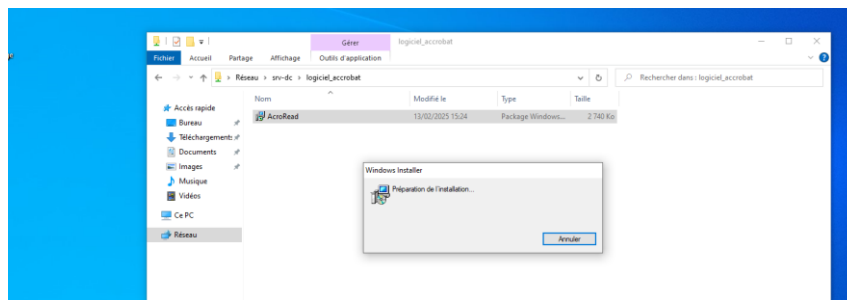 Gérer
logiciel_accrobat
Fichier Accueil Partage Affichage Outils d'application
Réseau > srv-dc > logiciel_accrobat
Rechercher dans : logiciel_accrobat
Nom Modifié le Type Taille
AcroRead 13/02/2025 15:24 Package Windows... 2 740 Ko
Accès rapide
Bureau
Téléchargements
Documents
Images
Musique
Vidéos
Ce PC
Réseau
Windows Installer
Préparation de l'installation...
Annuler